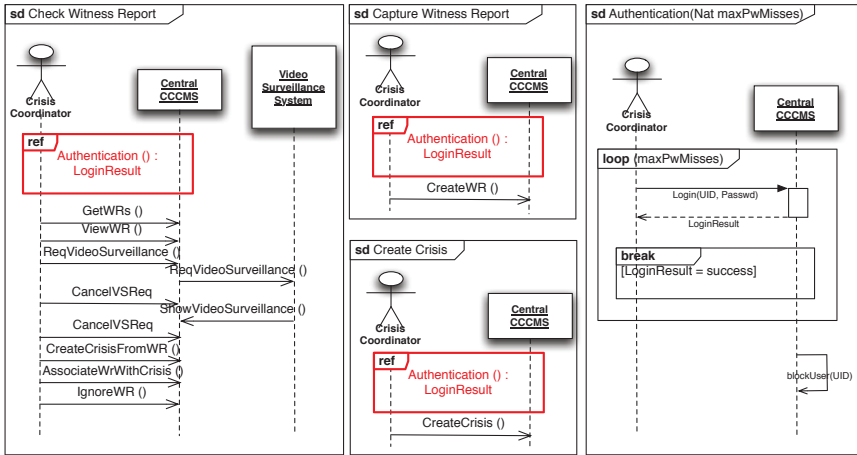 sd Check Witness Report
Crisis
Coordinator
Central
CCCMS
Video
Surveillance
System
ref
Authentication () :
LoginResult
GetWRs ()
ViewWR ()
ReqVideoSurveillance ()
ReqVideoSurveillance ()
CancelVSReq
ShowVideoSurveillance ()
CancelVSReq
CreateCrisisFromWR ()
AssociateWrWithCrisis ()
IgnoreWR ()
sd Capture Witness Report
Crisis
Coordinator
Central
CCCMS
ref
Authentication () :
LoginResult
CreateWR ()
sd Create Crisis
Crisis
Coordinator
Central
CCCMS
ref
Authentication () :
LoginResult
CreateCrisis ()
sd Authentication(Nat maxPwMisses)
Crisis
Coordinator
Central
CCCMS
loop (maxPwMisses)
Login(UID, Passwd)
LoginResult
break
[LoginResult = success]
blockUser(UID)